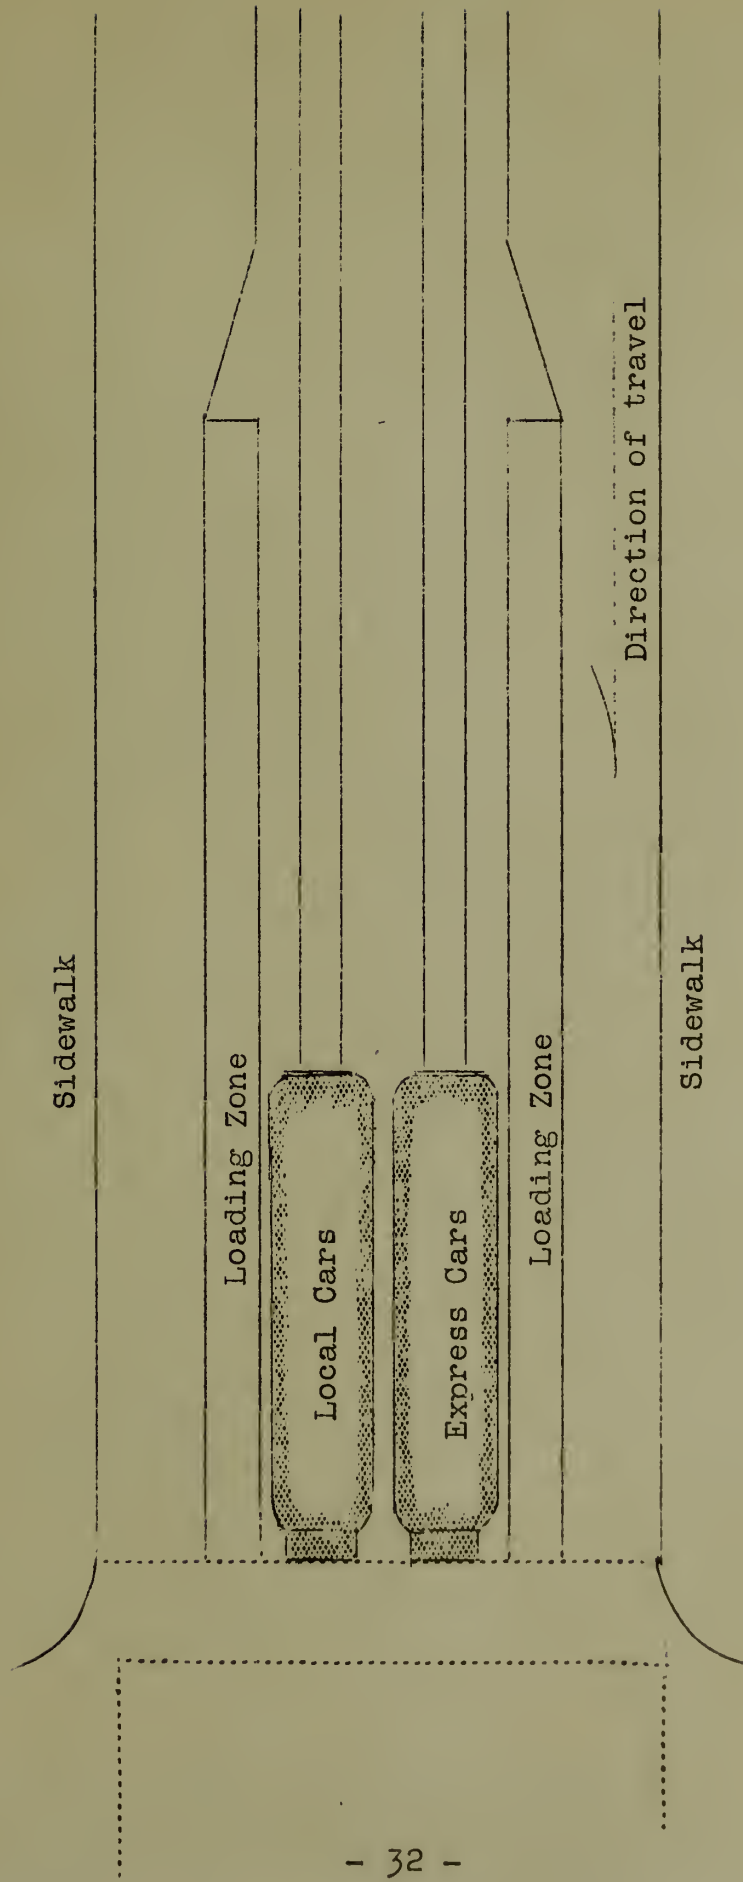 Sidewalk
Loading Zone
Local Cars
Express Cars
Loading Zone
Direction of travel
Sidewalk
- 32 -